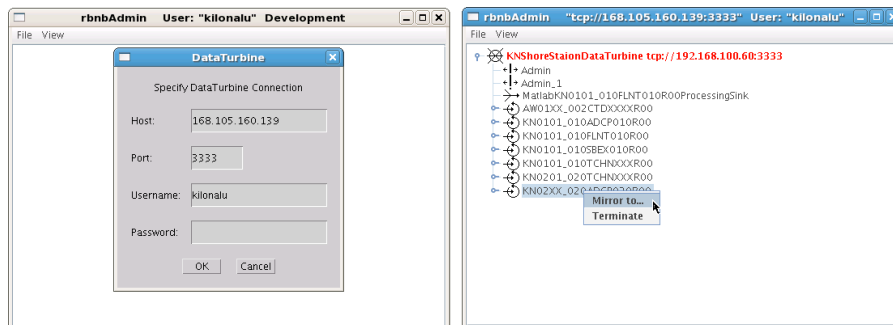 rbnbAdmin User: "kilonalu" Development
File View
DataTurbine
Specify DataTurbine Connection
Host: 168.105.160.139
Port: 3333
Username: kilonalu
Password:
OK Cancel
rbnbAdmin "tcp://168.105.160.139:3333" User: "kilonalu"
File View
KNShoreStaionDataTurbine tcp://192.168.100.60:3333
Admin
Admin_1
MatlabKN0101_010FLNT010R00ProcessingSink
AW01XX_002CTDXXXXR00
KN0101_010ADCP010R00
KN0101_010FLNT010R00
KN0101_010SBEX010R00
KN0101_010TCHNXXXR00
KN0201_020TCHNXXXR00
KN02XX_020ADCP020R00
Mirror to...
Terminate